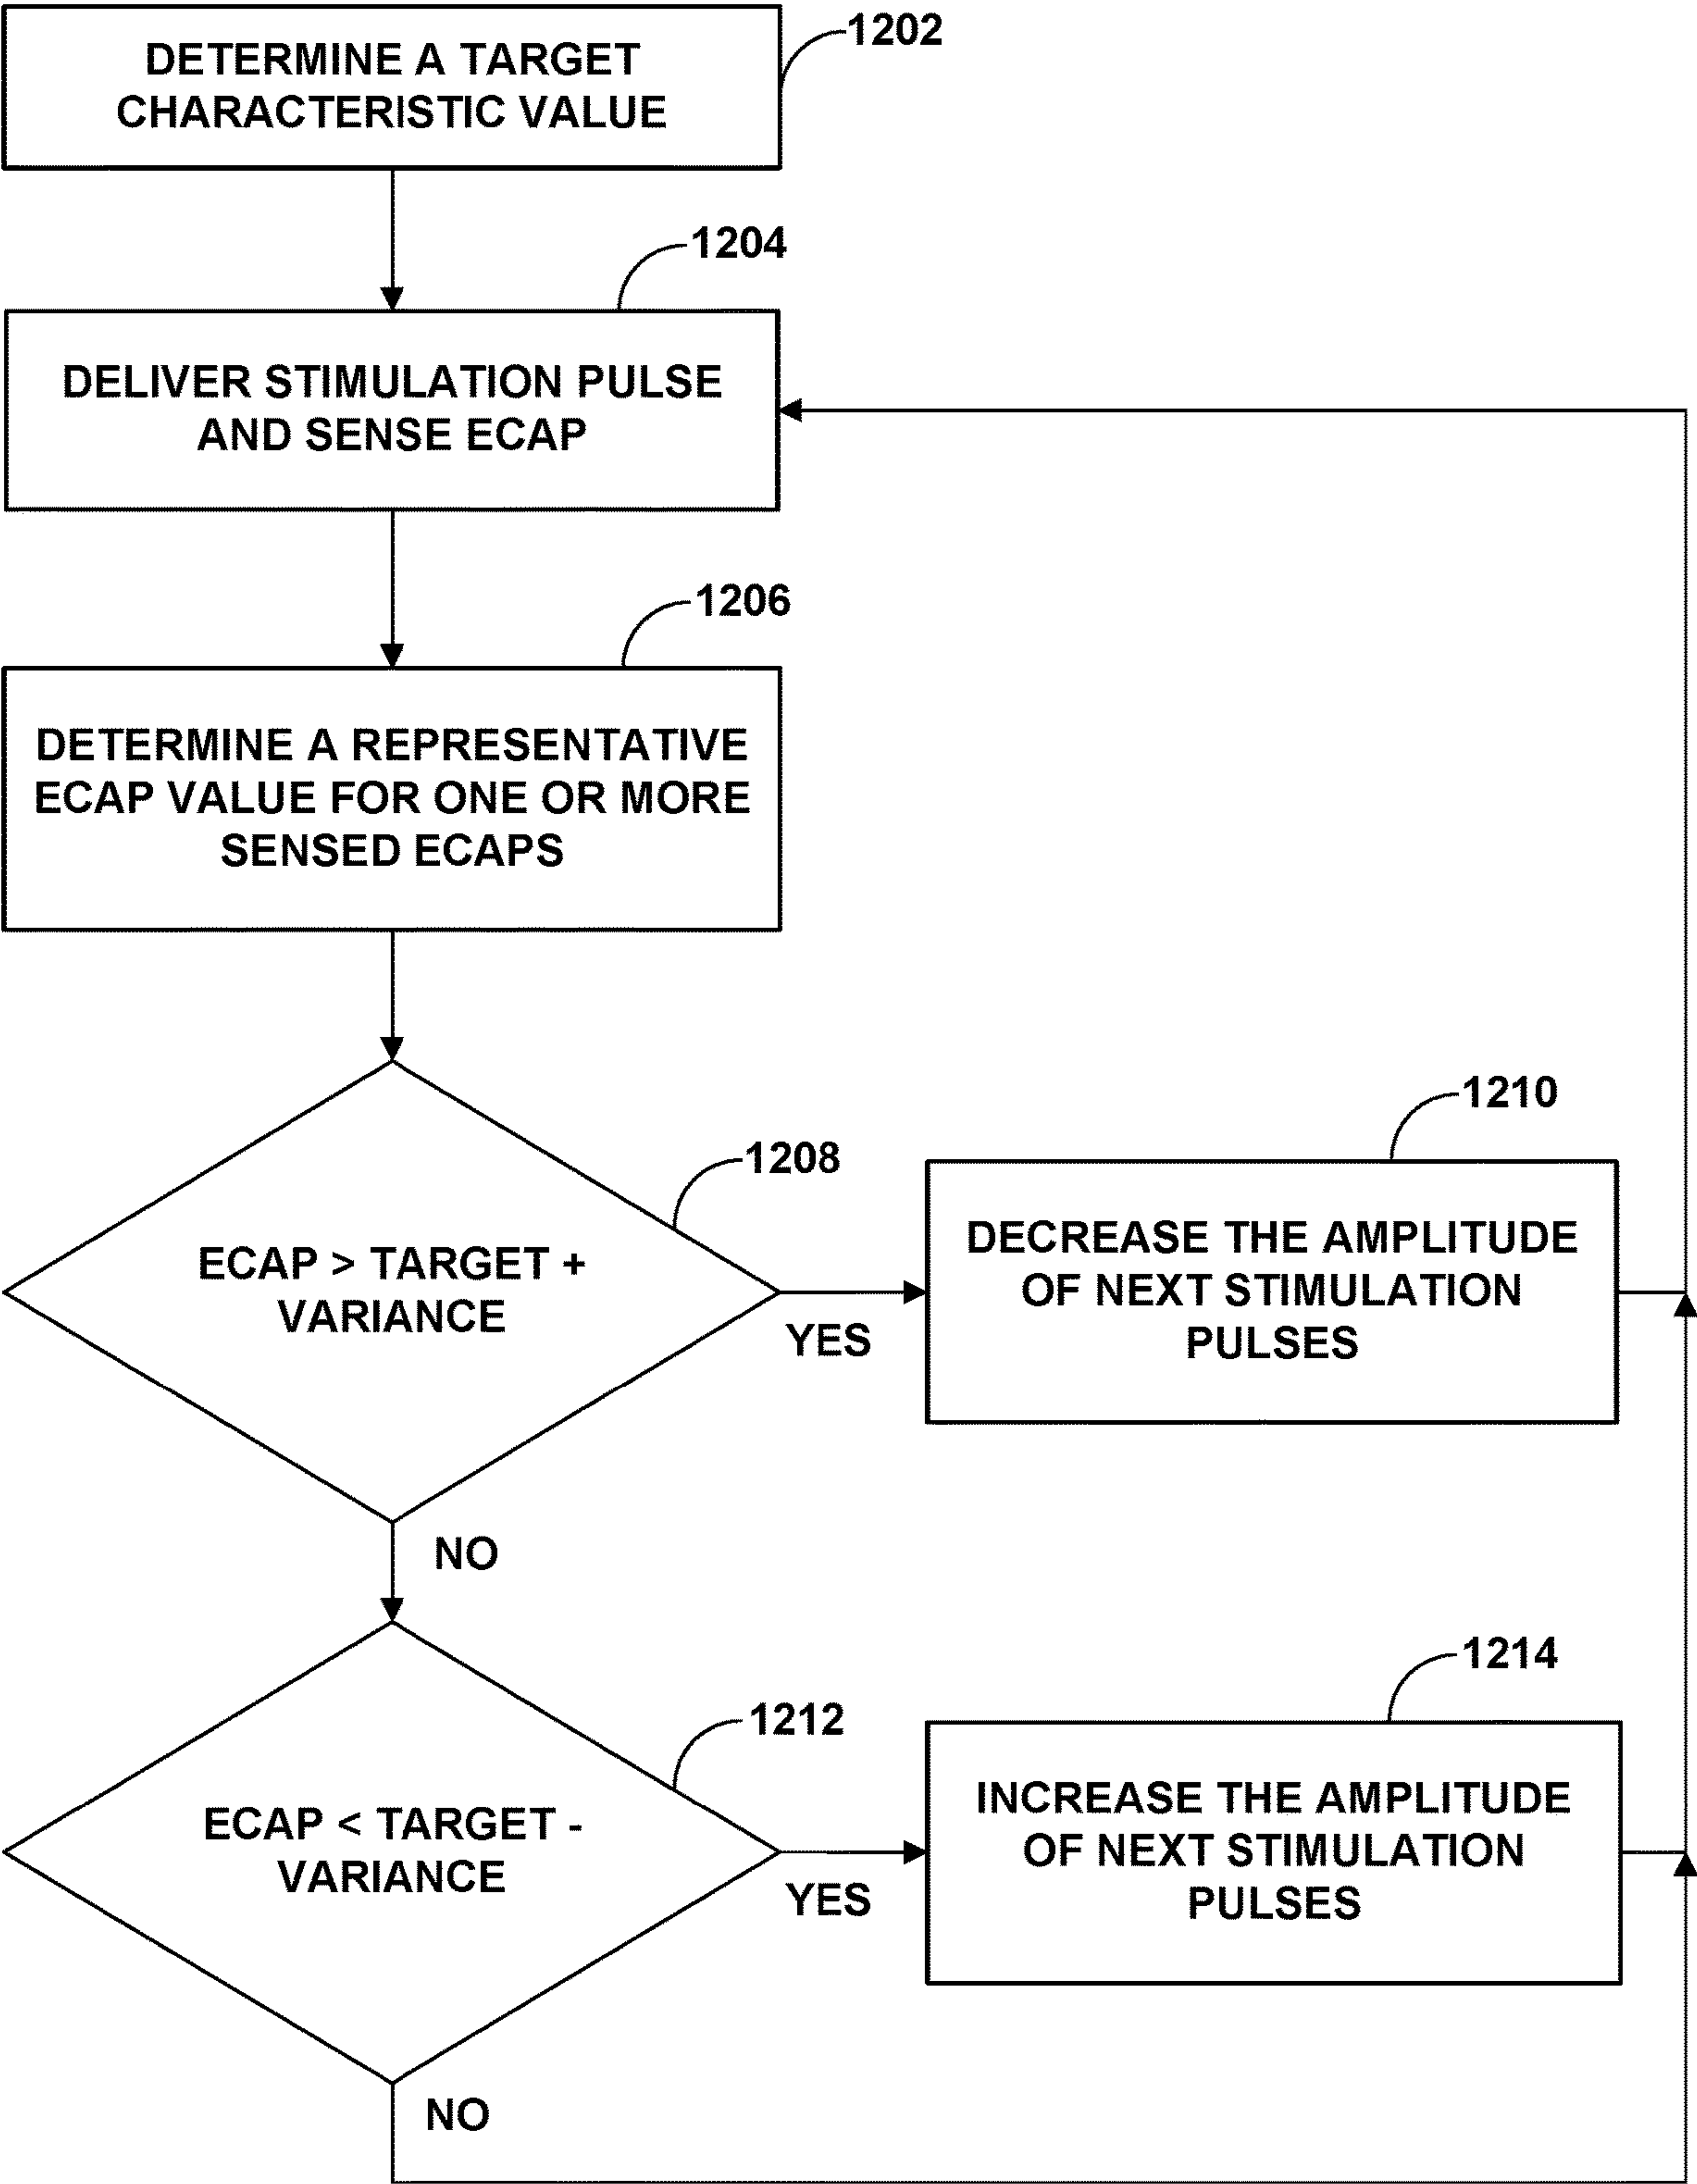 1202
DETERMINE A TARGET
CHARACTERISTIC VALUE
1204
DELIVER STIMULATION PULSE
AND SENSE ECAP
1206
DETERMINE A REPRESENTATIVE
ECAP VALUE FOR ONE OR MORE
SENSED ECAPS
1208
ECAP > TARGET +
VARIANCE
YES
1210
DECREASE THE AMPLITUDE
OF NEXT STIMULATION
PULSES
NO
1212
ECAP < TARGET -
VARIANCE
YES
1214
INCREASE THE AMPLITUDE
OF NEXT STIMULATION
PULSES
NO